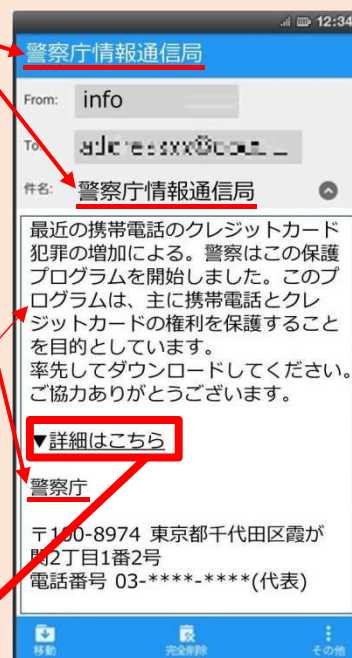 12:34
警察庁情報通信局
From: info
To:
件名: 警察庁情報通信局
最近の携帯電話のクレジットカード
犯罪の増加による。警察はこの保護
プログラムを開始しました。このプ
ログラムは、主に携帯電話とクレ
ジットカードの権利を保護すること
を目的としています。
率先してダウンロードしてください。
ご協力ありがとうございます。
▼詳細はこちら
警察庁
〒100-8974 東京都千代田区霞が
関2丁目1番2号
電話番号 03-****-****(代表)
移動 完全削除 その他